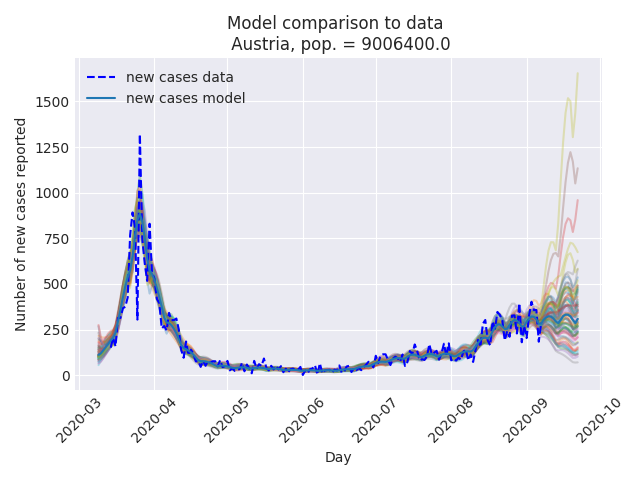 Model comparison to data
Austria, pop. = 9006400.0
new cases data
new cases model
Number of new cases reported
1500
1250
1000
750
500
250
0
2020-03
2020-04
2020-05
2020-06
2020-07
2020-08
2020-09
2020-10
Day